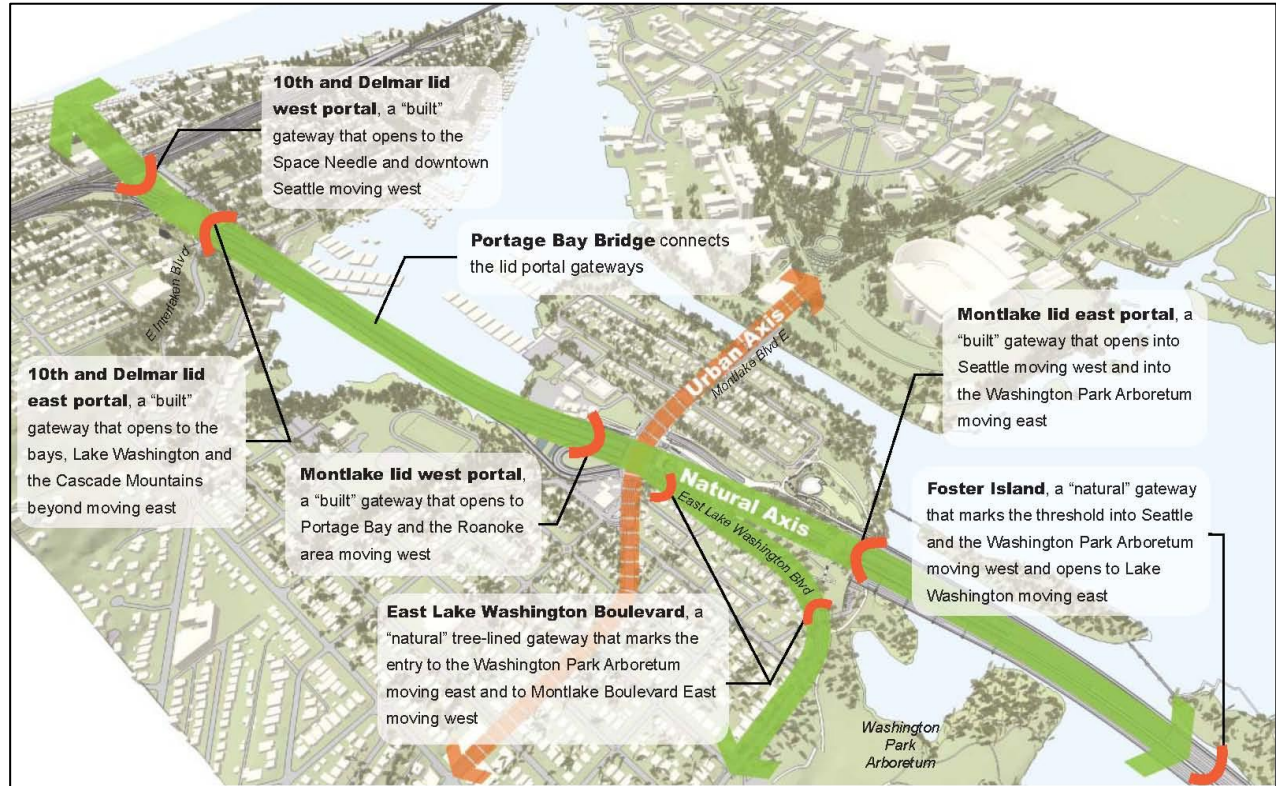 10th and Delmar lid
west portal, a “built”
gateway that opens to the
Space Needle and downtown
Seattle moving west
Portage Bay Bridge connects
the lid portal gateways
E Interlaken Blvd
Urban Axis
Montlake Blvd E
Montlake lid east portal, a
“built” gateway that opens into
Seattle moving west and into
the Washington Park Arboretum
moving east
10th and Delmar lid
east portal, a “built”
gateway that opens to the
bays, Lake Washington and
the Cascade Mountains
beyond moving east
Montlake lid west portal,
a “built” gateway that opens to
Portage Bay and the Roanoke
area moving west
Natural Axis
East Lake Washington Blvd
Foster Island, a “natural” gateway
that marks the threshold into Seattle
and the Washington Park Arboretum
moving west and opens to Lake
Washington moving east
East Lake Washington Boulevard, a
“natural” tree-lined gateway that marks the
entry to the Washington Park Arboretum
moving east and to Montlake Boulevard East
moving west
Washington
Park
Arboretum